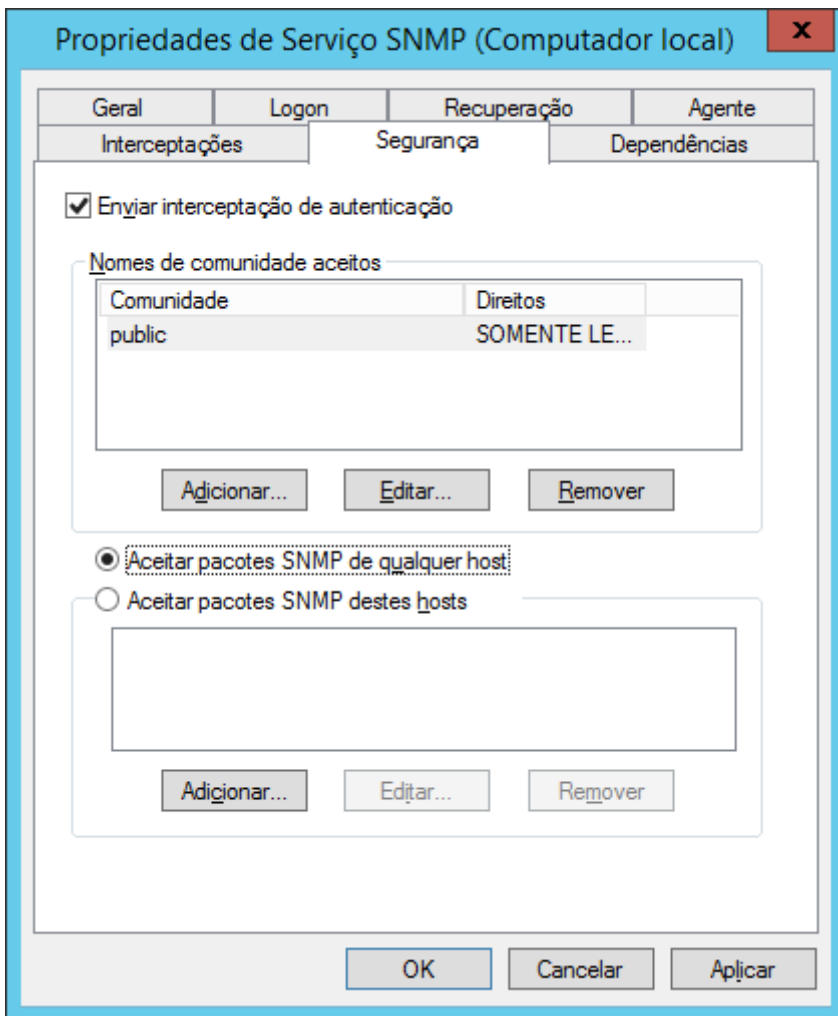 Propriedades de Serviço SNMP (Computador local) x
Geral Logon Recuperação Agente
Interceptações Segurança Dependências
Enviar interceptação de autenticação
Nomes de comunidade aceitos
Comunidade Direitos
public SOMENTE LE...
Adicionar... Editar... Remover
Aceitar pacotes SNMP de qualquer host
Aceitar pacotes SNMP destes hosts
Adicionar... Editar... Remover
OK Cancelar Aplicar